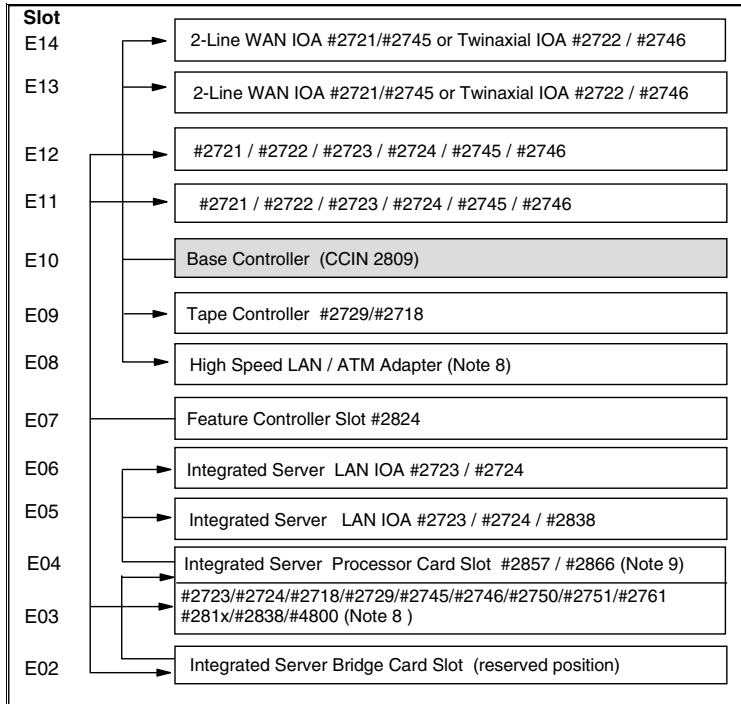 Slot
E14 2-Line WAN IOA #2721/#2745 or Twinaxial IOA #2722 / #2746
E13 2-Line WAN IOA #2721/#2745 or Twinaxial IOA #2722 / #2746
E12 #2721 / #2722 / #2723 / #2724 / #2745 / #2746
E11 #2721 / #2722 / #2723 / #2724 / #2745 / #2746
E10 Base Controller (CCIN 2809)
E09 Tape Controller #2729/#2718
E08 High Speed LAN / ATM Adapter (Note 8)
E07 Feature Controller Slot #2824
E06 Integrated Server LAN IOA #2723 / #2724
E05 Integrated Server LAN IOA #2723 / #2724 / #2838
E04 Integrated Server Processor Card Slot #2857 / #2866 (Note 9)
#2723/#2724/#2718/#2729/#2745/#2746/#2750/#2751/#2761
E03 #281x/#2838/#4800 (Note 8 )
E02 Integrated Server Bridge Card Slot (reserved position)